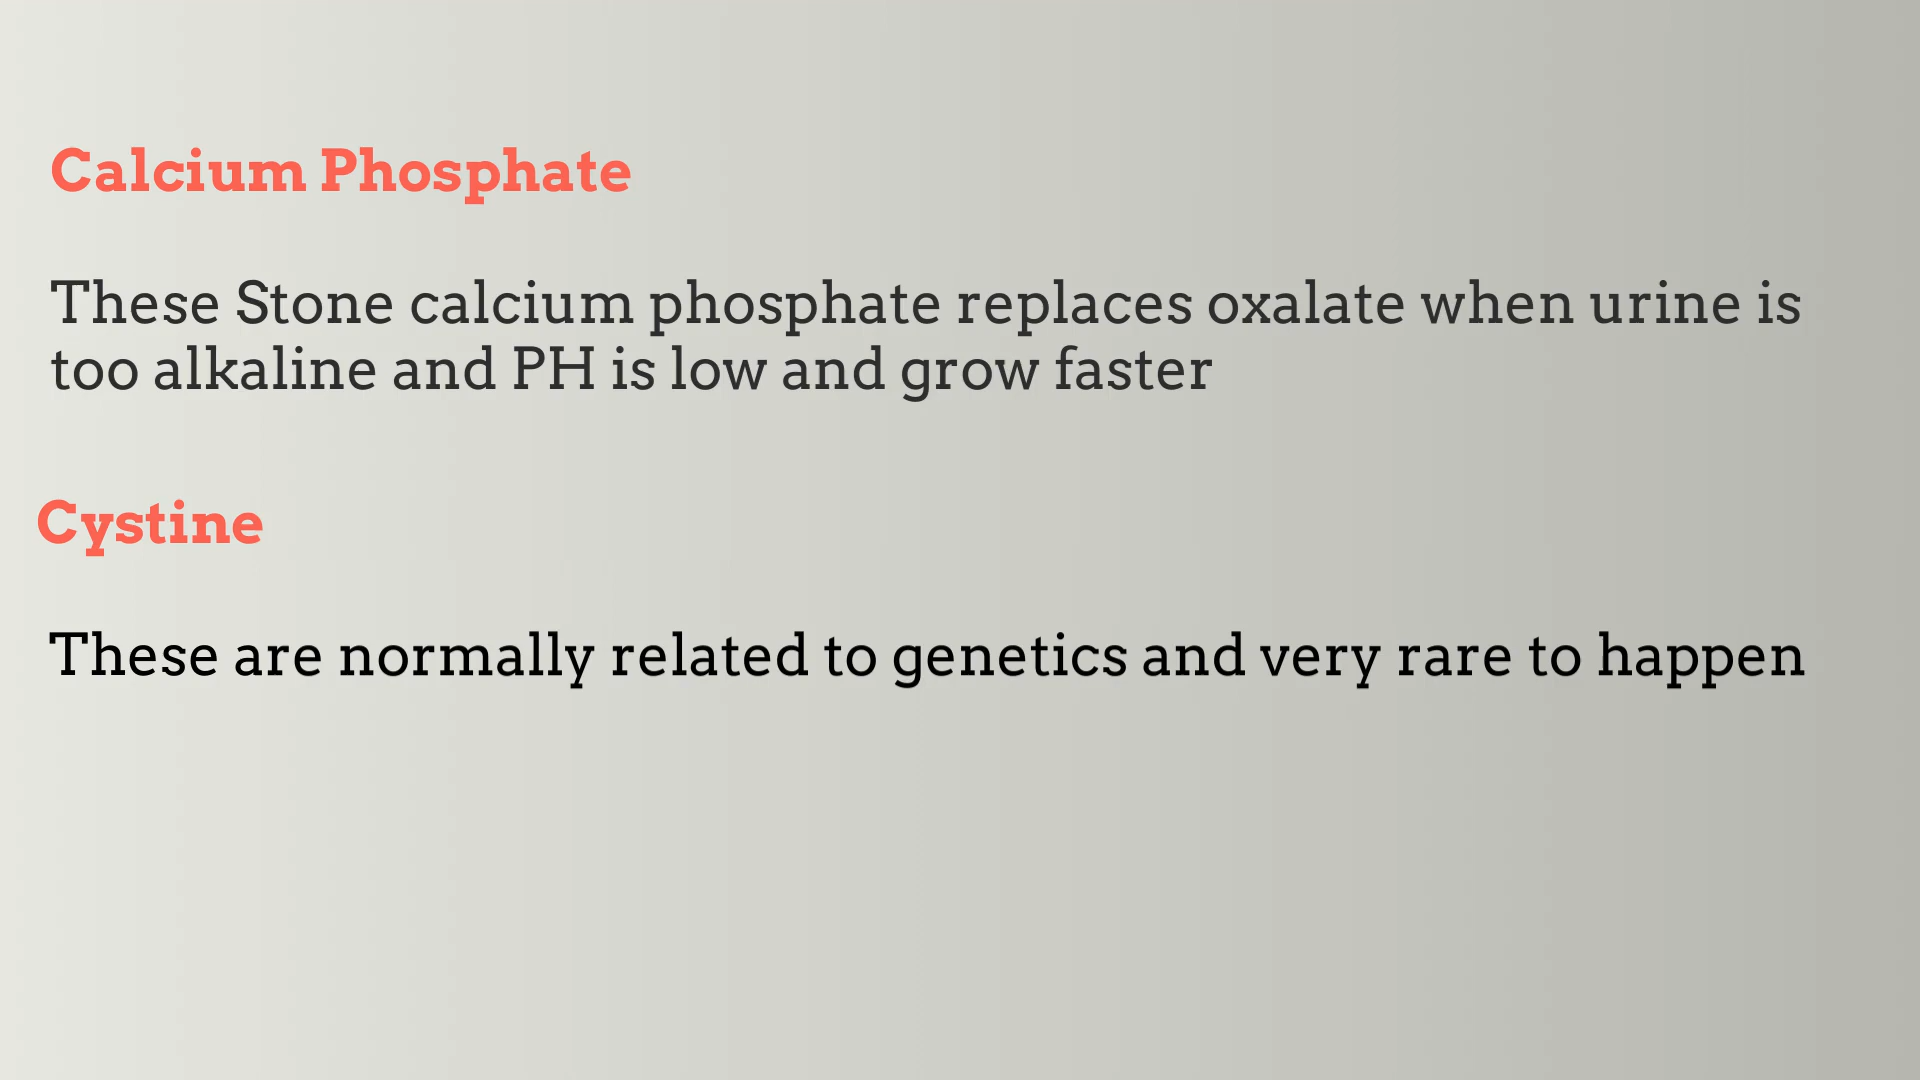 Calcium Phosphate
These Stone calcium phosphate replaces oxalate when urine is
too alkaline and PH is low and grow faster
Cystine
These are normally related to genetics and very rare to happen